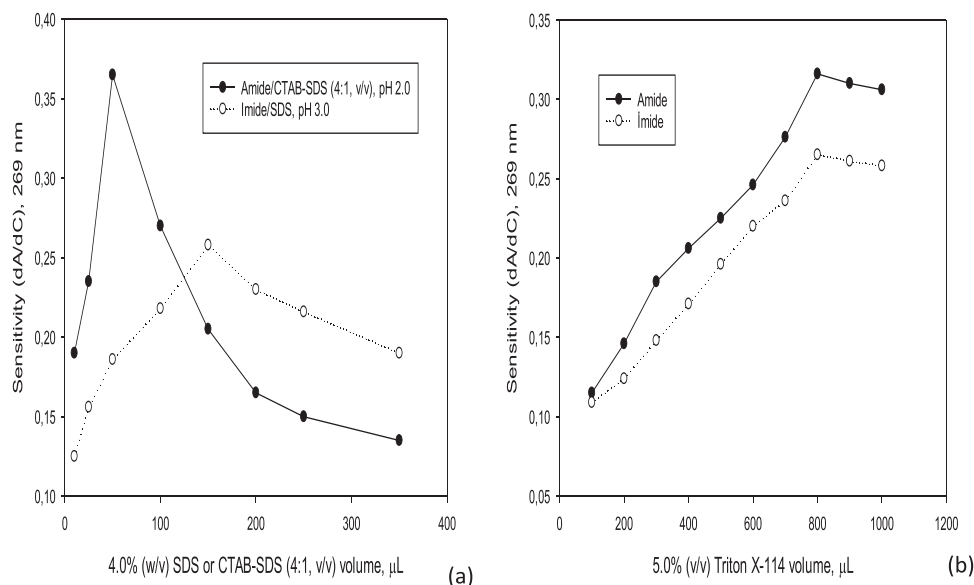 Sensitivity (dA/dC), 269 nm
0,40
0,35
0,30
0,25
0,20
0,15
0,10
0
100
200
300
400
Amide/CTAB-SDS (4:1, v/v), pH 2.0
Imide/SDS, pH 3.0
4.0% (w/v) SDS or CTAB-SDS (4:1, v/v) volume, μL
(a)
Sensitivity (dA/dC), 269 nm
0,35
0,30
0,25
0,20
0,15
0,10
0,05
0
200
400
600
800
1000
1200
Amide
İmide
5.0% (v/v) Triton X-114 volume, μL
(b)